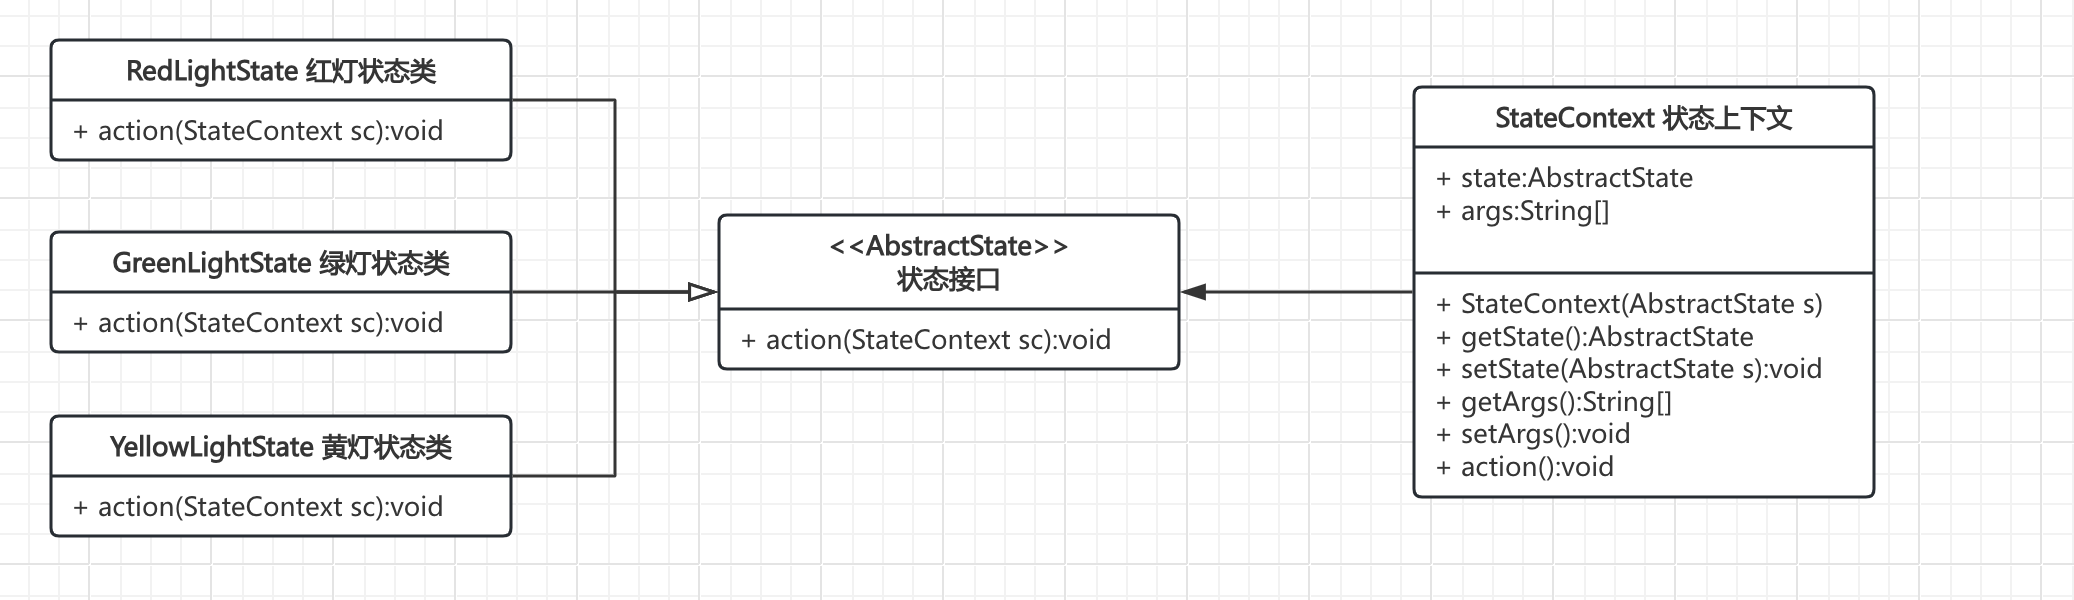 RedLightState 红灯状态类
+ action(StateContext sc):void
GreenLightState 绿灯状态类
+ action(StateContext sc):void
YellowLightState 黄灯状态类
+ action(StateContext sc):void
<<AbstractState>>
状态接口
+ action(StateContext sc):void
StateContext 状态上下文
+ state:AbstractState
+ args:String[]
+ StateContext(AbstractState s)
+ getState():AbstractState
+ setState(AbstractState s):void
+ getArgs():String[]
+ setArgs():void
+ action():void